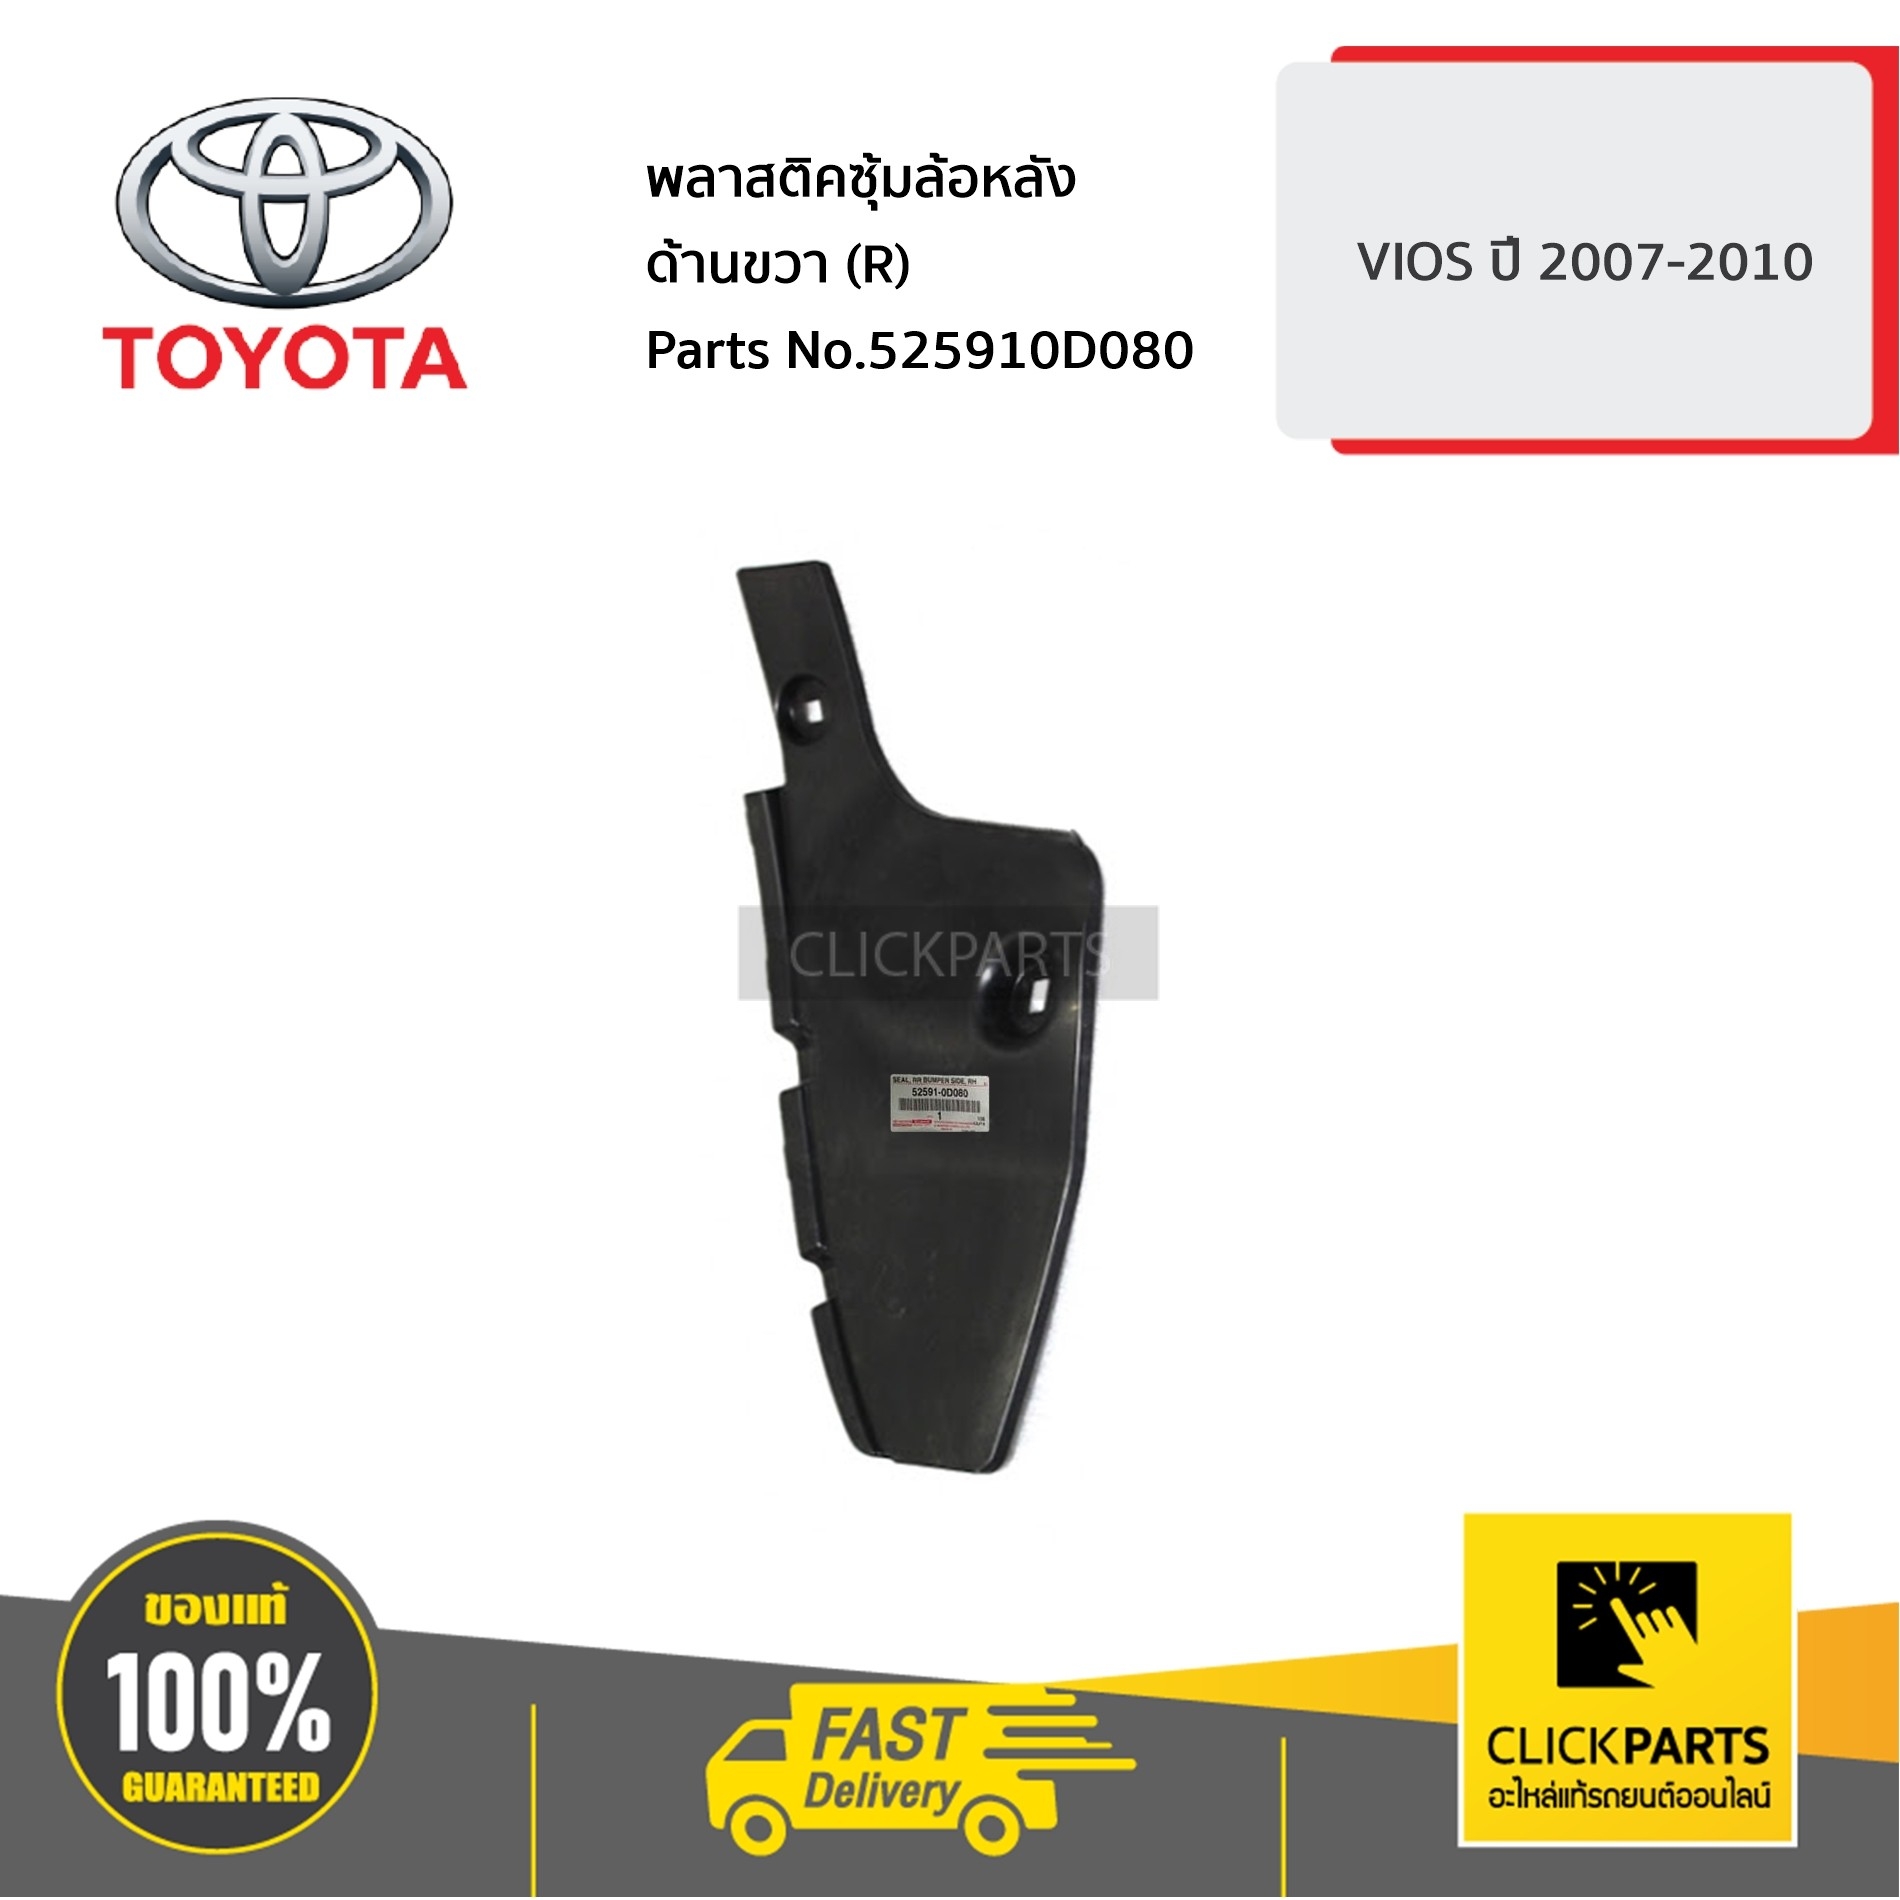 TOYOTA
พลาสติคซุ้มล้อหลัง
ด้านขวา (R)
Parts No.525910D080
VIOS ปี 2007-2010
CLICKPARTS
SEAL, RR BUMPER SIDE, RH
52591-0D080
1
ของแท้
100%
GUARANTEED
FAST
Delivery
CLICKPARTS
อะไหล่แท้รถยนต์ออนไลน์